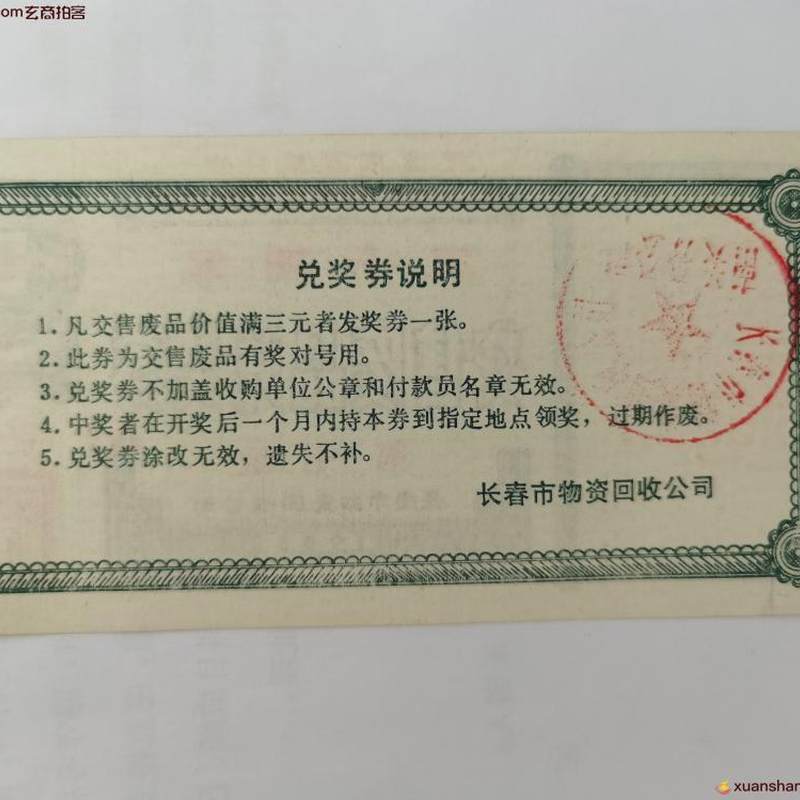 om玄商拍客
兑奖券说明
1. 凡交售废品价值满三元者发奖券一张。
2. 此券为交售废品有奖对号用。
3. 兑奖券不加盖收购单位公章和付款员名章无效。
4. 中奖者在开奖后一个月内持本券到指定地点领奖，过期作废。
5. 兑奖券涂改无效，遗失不补。
长春市物资回收公司
xuanshan